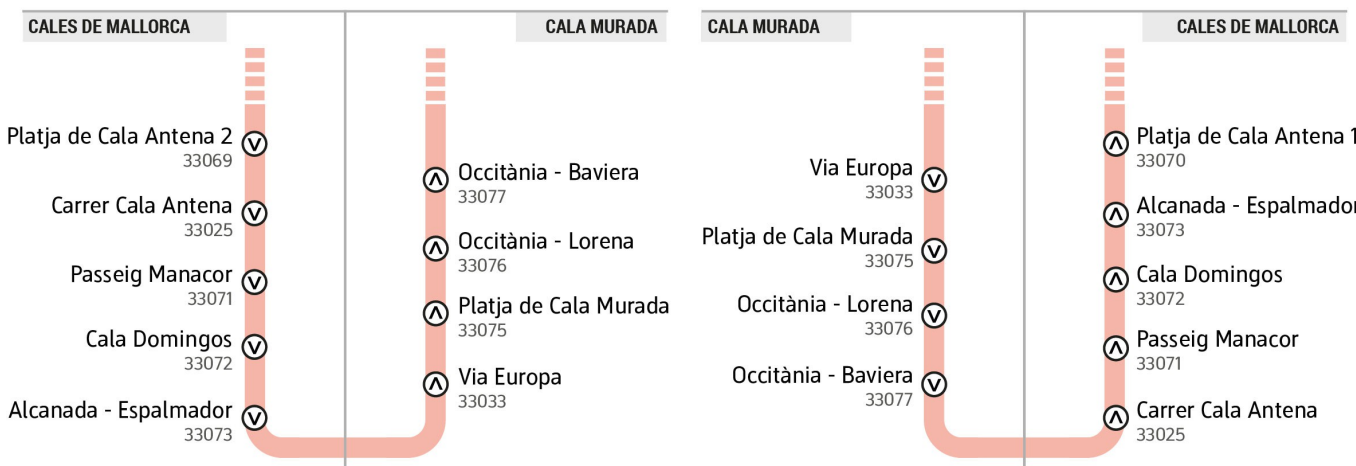 CALES DE MALLORCA
Platja de Cala Antena 2
33069
Carrer Cala Antena
33025
Passeig Manacor
33071
Cala Domingos
33072
Alcanada - Espalmador
33073
CALA MURADA
Occitània - Baviera
33077
Occitània - Lorena
33076
Platja de Cala Murada
33075
Via Europa
33033
CALA MURADA
Via Europa
33033
Platja de Cala Murada
33075
Occitània - Lorena
33076
Occitània - Baviera
33077
CALES DE MALLORCA
Platja de Cala Antena 1
33070
Alcanada - Espalmador
33073
Cala Domingos
33072
Passeig Manacor
33071
Carrer Cala Antena
33025